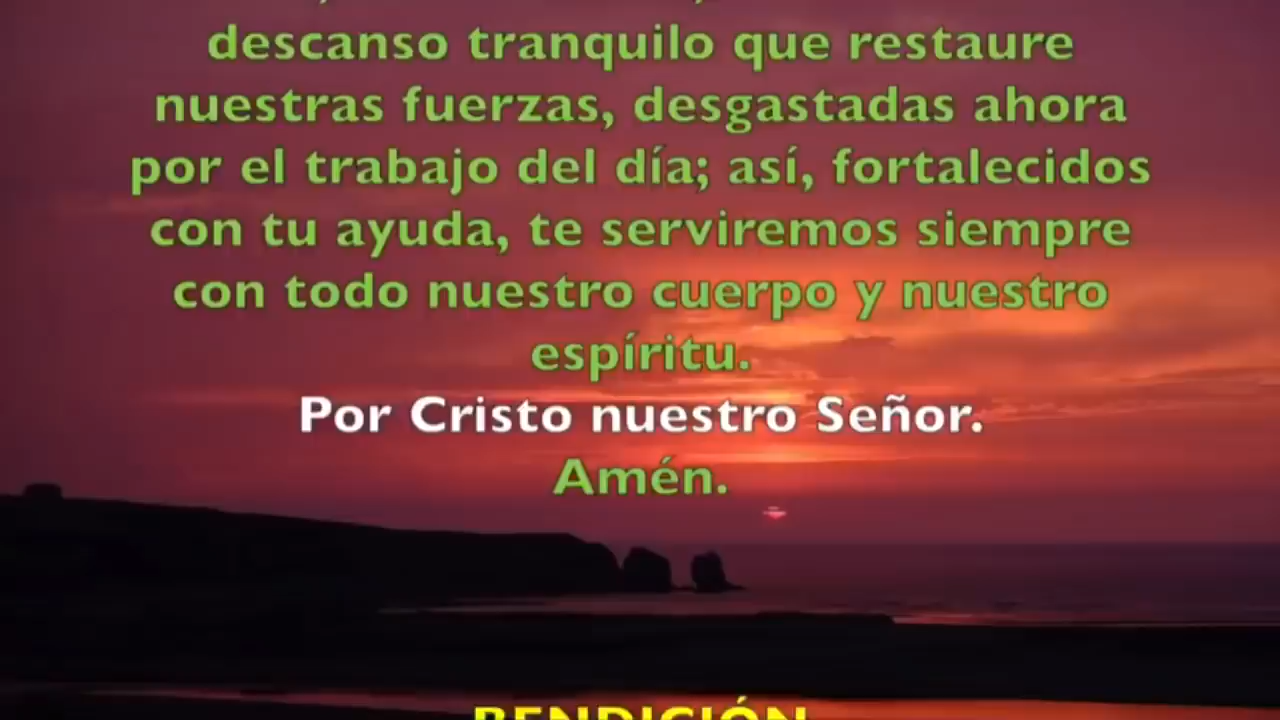 descanso tranquilo que restaure
nuestras fuerzas, desgastadas ahora
por el trabajo del día; así, fortalecidos
con tu ayuda, te serviremos siempre
con todo nuestro cuerpo y nuestro
espíritu.
Por Cristo nuestro Señor.
Amén.
BENDICIÓN